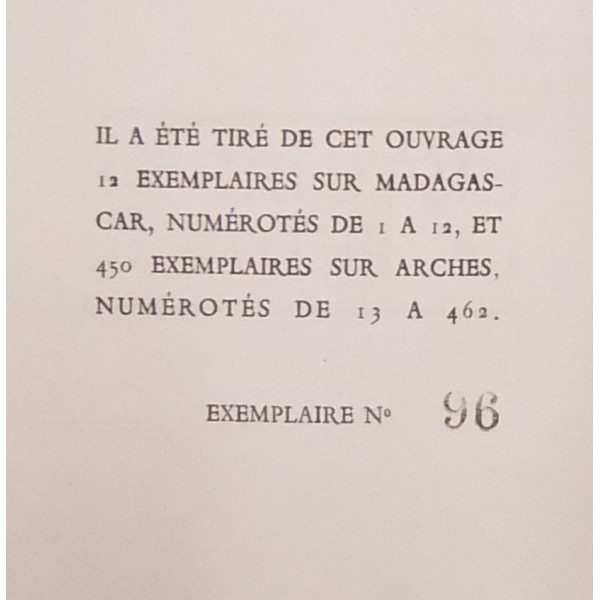 IL A ÉTÉ TIRÉ DE CET OUVRAGE
12 EXEMPLAIRES SUR MADAGAS-
CAR, NUMÉROTÉS DE 1 A 12, ET
450 EXEMPLAIRES SUR ARCHES,
NUMÉROTÉS DE 13 A 462.
EXEMPLAIRE Nº 96